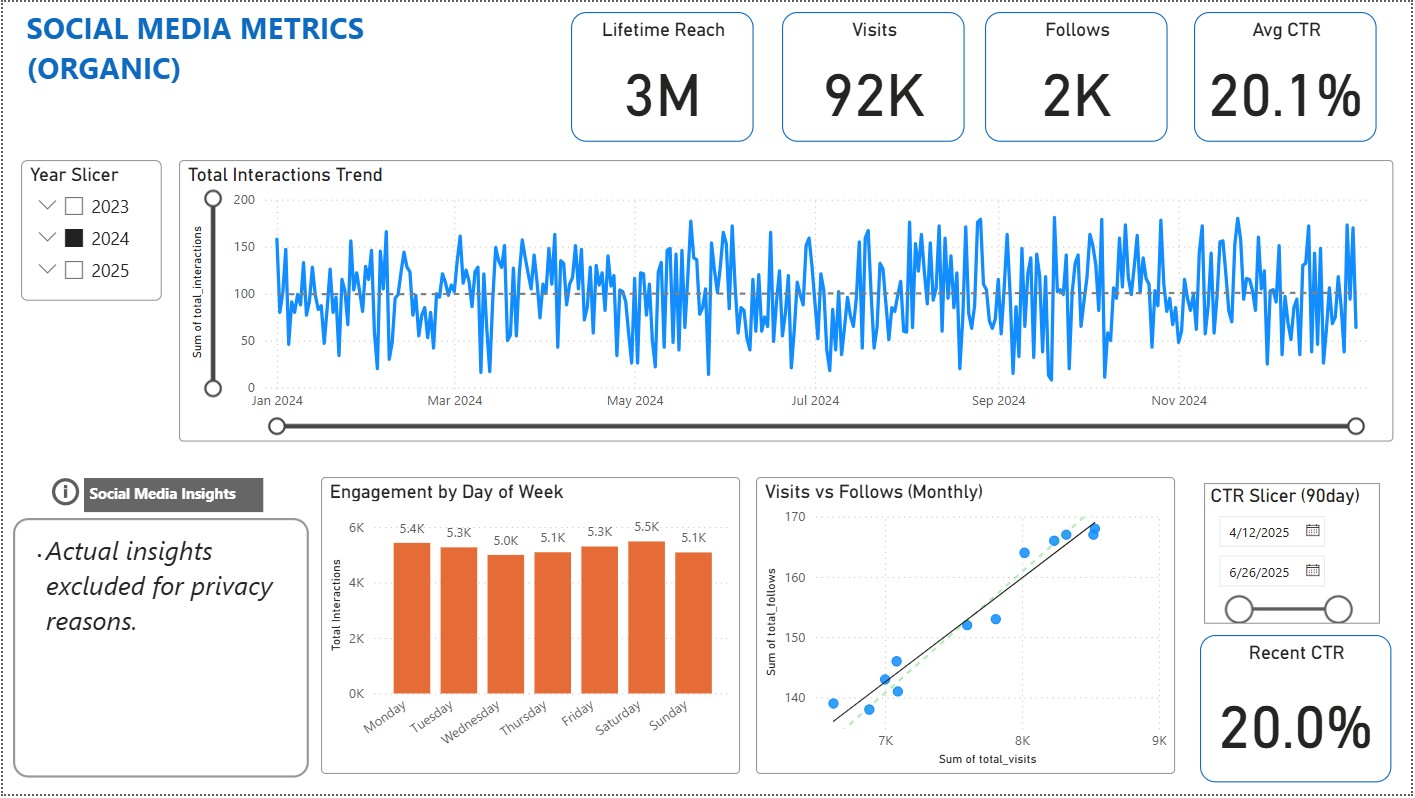 SOCIAL MEDIA METRICS
(ORGANIC)
Lifetime Reach
3M
Visits
92K
Follows
2K
Avg CTR
20.1%
Year Slicer
2023
2024
2025
Total Interactions Trend
Sum of total_interactions
200
150
100
50
0
Jan 2024
Mar 2024
May 2024
Jul 2024
Sep 2024
Nov 2024
Social Media Insights
· Actual insights
excluded for privacy
reasons.
Engagement by Day of Week
Total Interactions
6K
4K
2K
0K
5.4K
5.3K
5.0K
5.1K
5.3K
5.5K
5.1K
Monday
Tuesday
Wednesday
Thursday
Friday
Saturday
Sunday
Visits vs Follows (Monthly)
Sum of total_follows
170
160
150
140
7K
8K
9K
Sum of total_visits
CTR Slicer (90day)
4/12/2025
6/26/2025
Recent CTR
20.0%